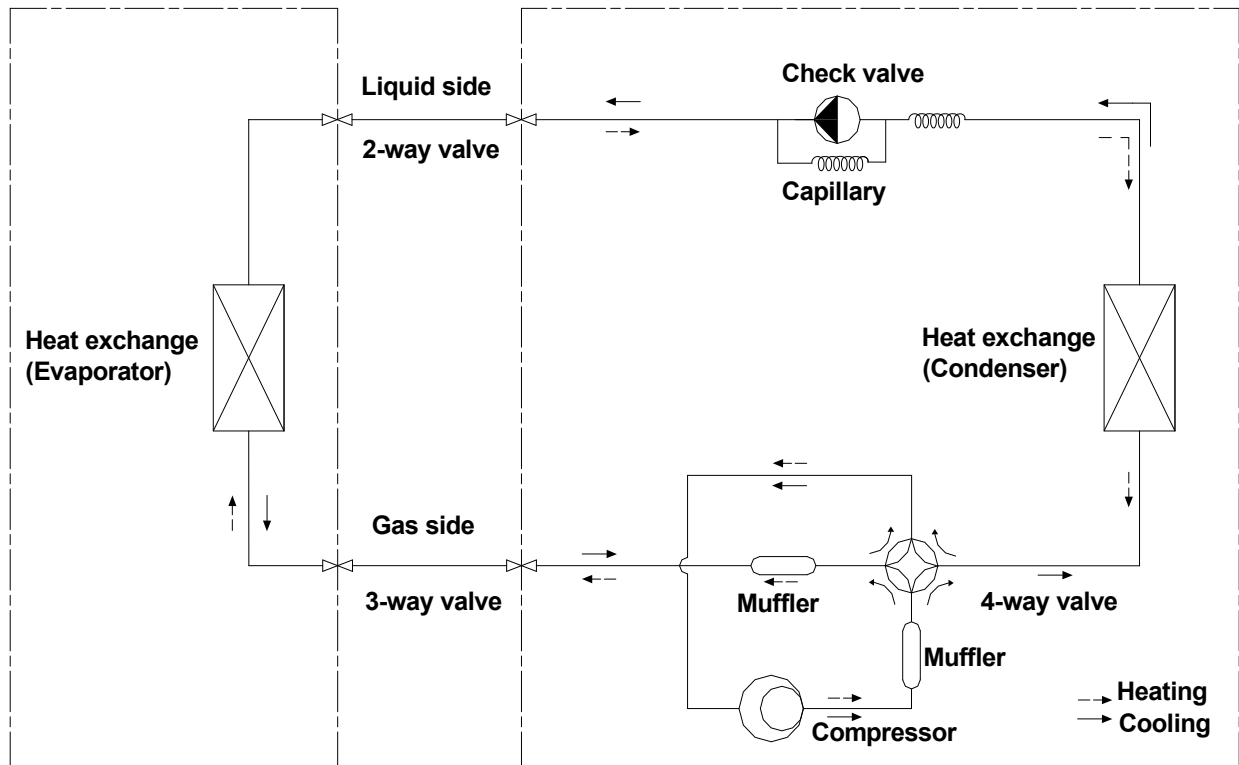 Check valve
Liquid side
2-way valve
Capillary
Heat exchange
(Evaporator)
Heat exchange
(Condenser)
Gas side
3-way valve
Muffler
4-way valve
Muffler
Compressor
Heating
Cooling